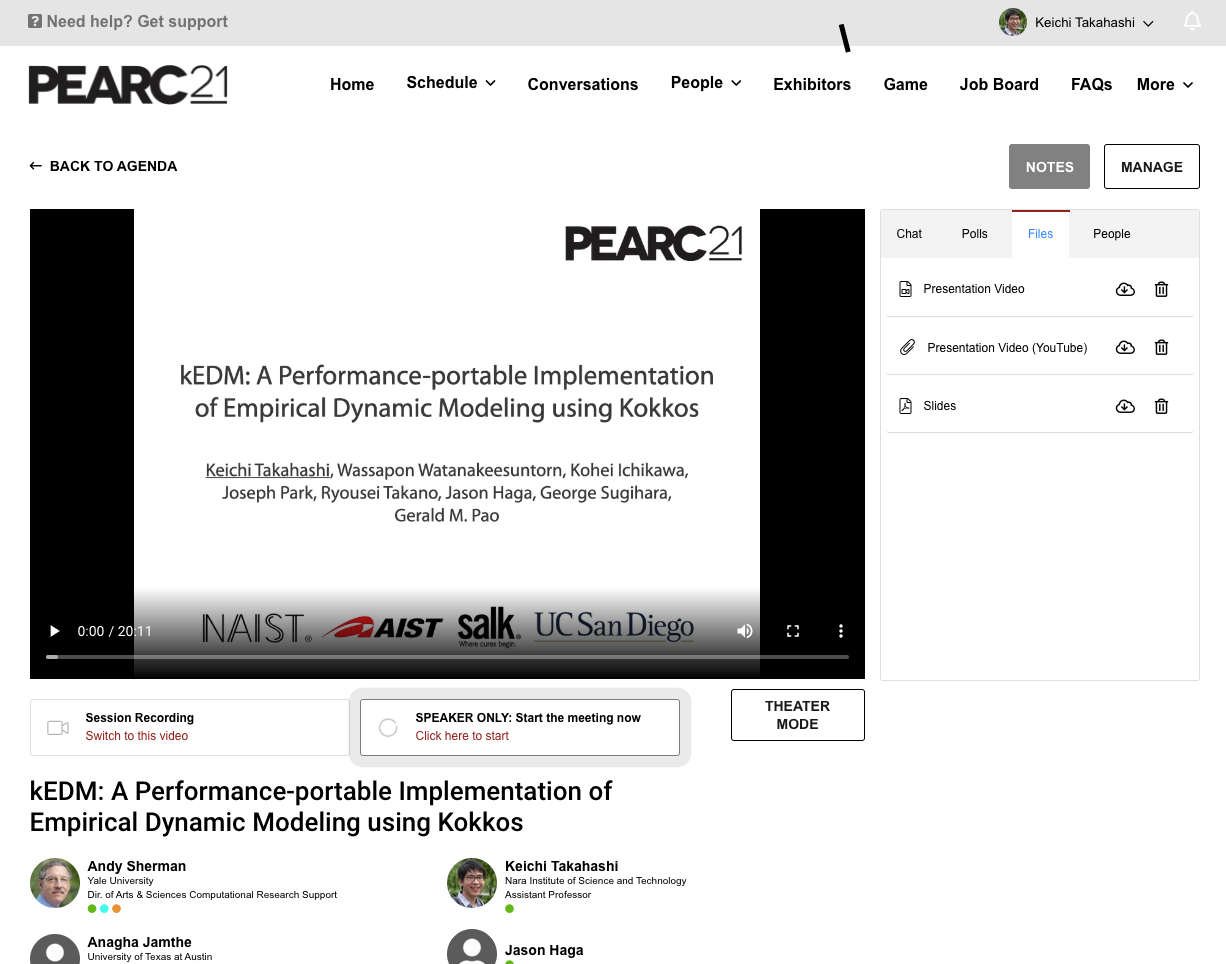 Need help? Get support
Keichi Takahashi
PEARC21
Home
Schedule
Conversations
People
Exhibitors
Game
Job Board
FAQs
More
BACK TO AGENDA
NOTES
MANAGE
PEARC21
kEDM: A Performance-portable Implementation
of Empirical Dynamic Modeling using Kokkos
Keichi Takahashi, Wassapon Watanakeesuntorn, Kohei Ichikawa,
Joseph Park, Ryousei Takano, Jason Haga, George Sugihara,
Gerald M. Pao
NAIST®
AIST
salk®
Where cures begin.
UC San Diego
0:00 / 20:11
Chat
Polls
Files
People
Presentation Video
Presentation Video (YouTube)
Slides
Session Recording
Switch to this video
SPEAKER ONLY: Start the meeting now
Click here to start
THEATER
MODE
kEDM: A Performance-portable Implementation of
Empirical Dynamic Modeling using Kokkos
Andy Sherman
Yale University
Dir. of Arts & Sciences Computational Research Support
Keichi Takahashi
Nara Institute of Science and Technology
Assistant Professor
Anagha Jamthe
University of Texas at Austin
Jason Haga